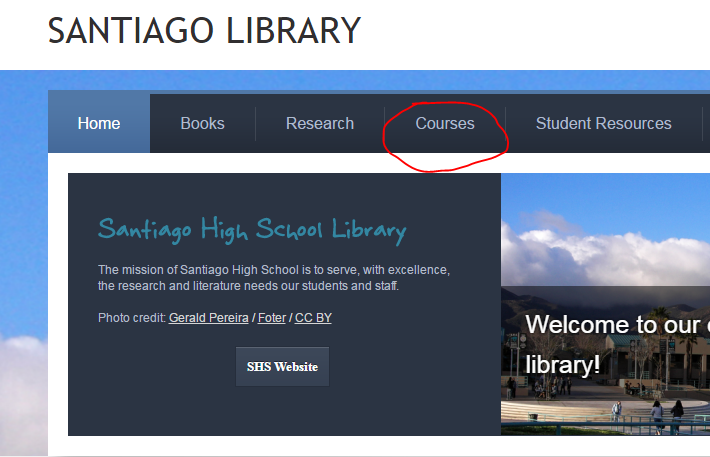 SANTIAGO LIBRARY
Home Books Research Courses Student Resources
Santiago High School Library
The mission of Santiago High School is to serve, with excellence,
the research and literature needs our students and staff.
Photo credit: Gerald Pereira / Foter / CC BY
SHS Website
Welcome to our
library!